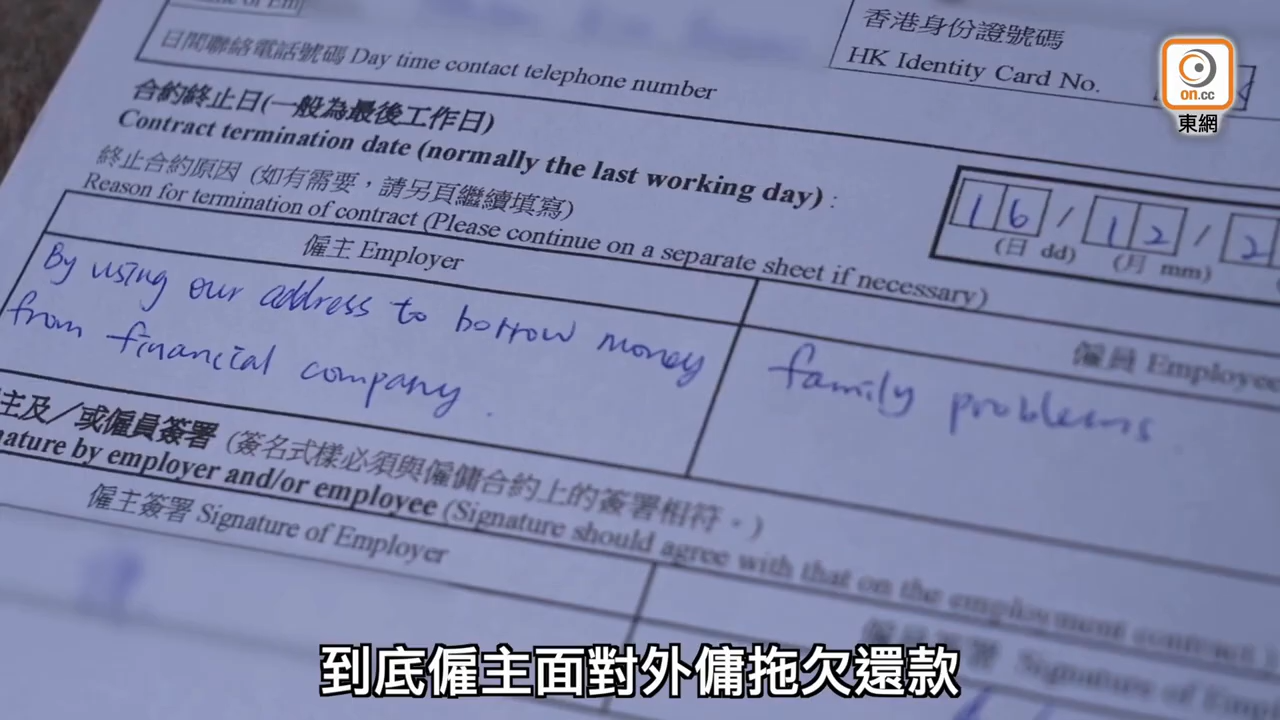 香港身份證號碼
HK Identity Card No.
日間聯絡電話號碼 Day time contact telephone number
on.cc
東網
合約終止日(一般為最後工作日)
Contract termination date (normally the last working day) :
16/12/2
(日 dd) (月 mm)
終止合約原因 (如有需要，請另頁繼續填寫)
Reason for termination of contract (Please continue on a separate sheet if necessary)
僱主 Employer
僱員 Employee
By using our address to borrow money
from financial company.
family problems
主及／或僱員簽署 (簽名式樣必須與僱傭合約上的簽署相符。)
nature by employer and/or employee (Signature should agree with that on the employment contract.)
僱主簽署 Signature of Employer
僱員簽署 Signature of Empl
到底僱主面對外傭拖欠還款